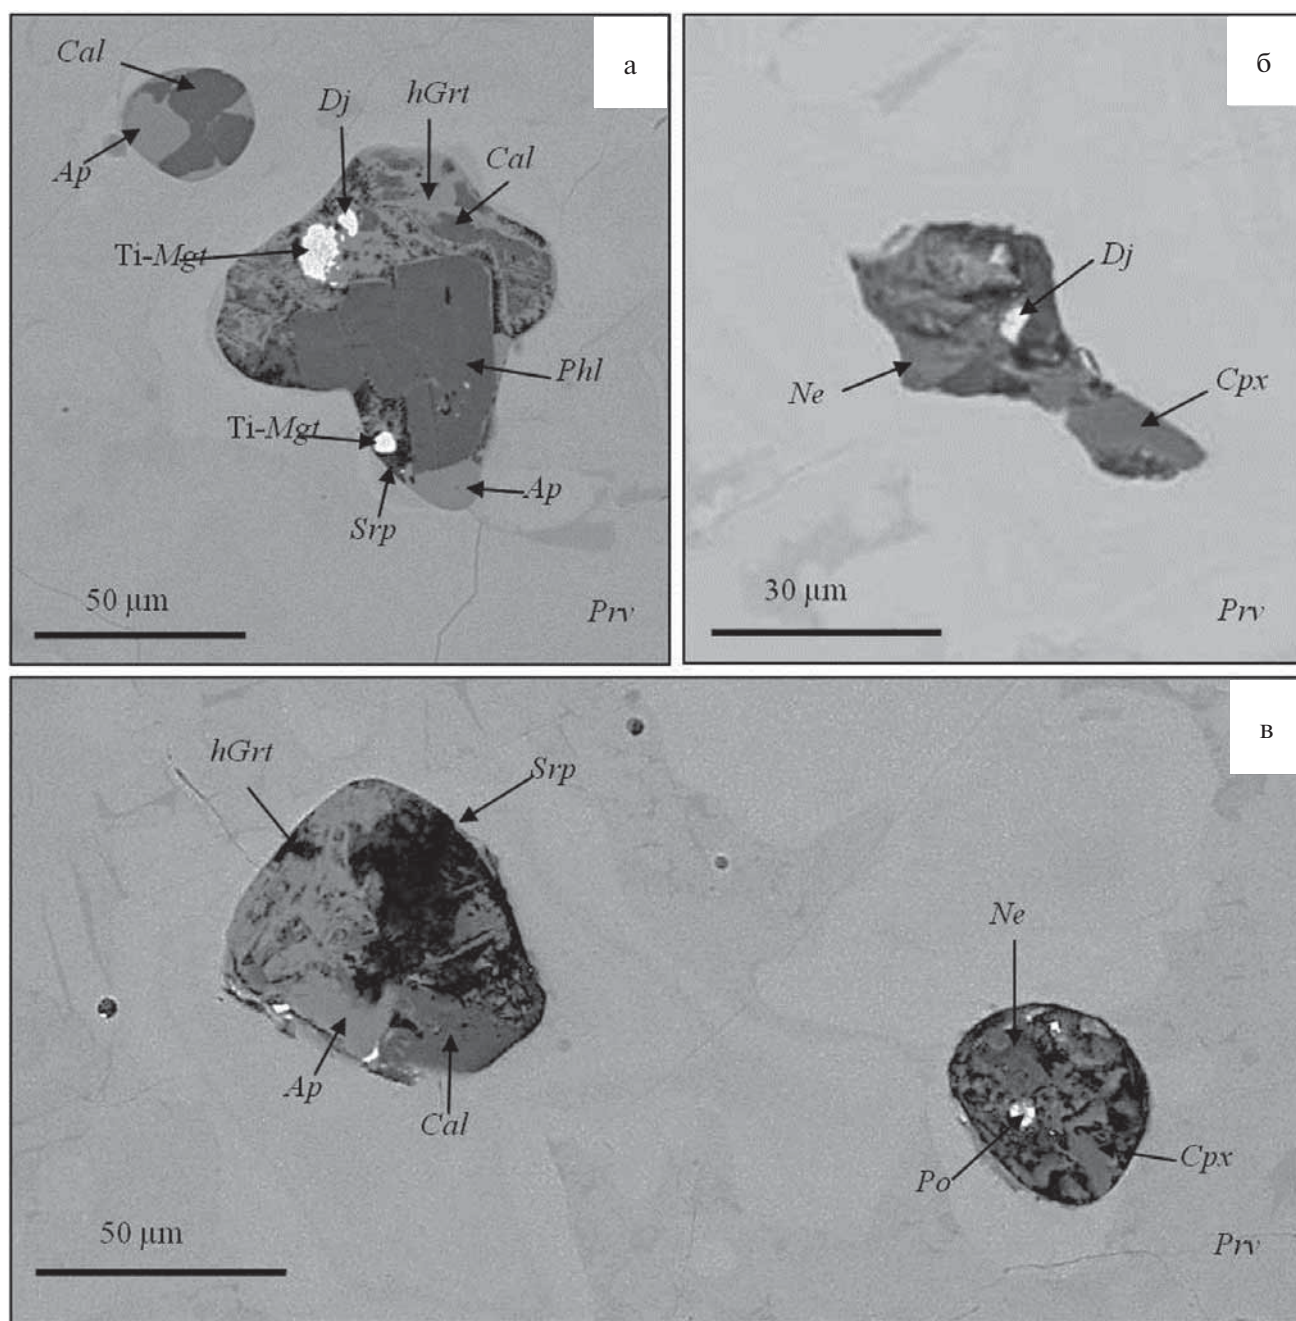 а
Cal
Dj
hGrt
Cal
Ap
Ti-Mgt
Phl
Ti-Mgt
Ap
Srp
50 µm
Prv
б
Dj
Ne
Cpx
30 µm
Prv
в
hGrt
Srp
Ne
Ap
Cal
Po
Cpx
50 µm
Prv